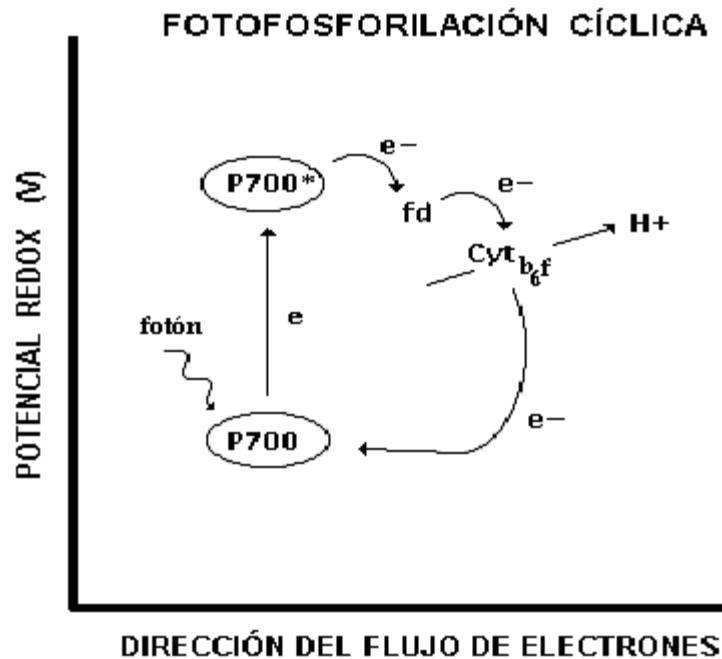 FOTOFOSFORILACIÓN CÍCLICA
POTENCIAL REDOX (V)
e−
P700*
e−
fd
H+
Cyt b6f
fotón
e
P700
e−
DIRECCIÓN DEL FLUJO DE ELECTRONES